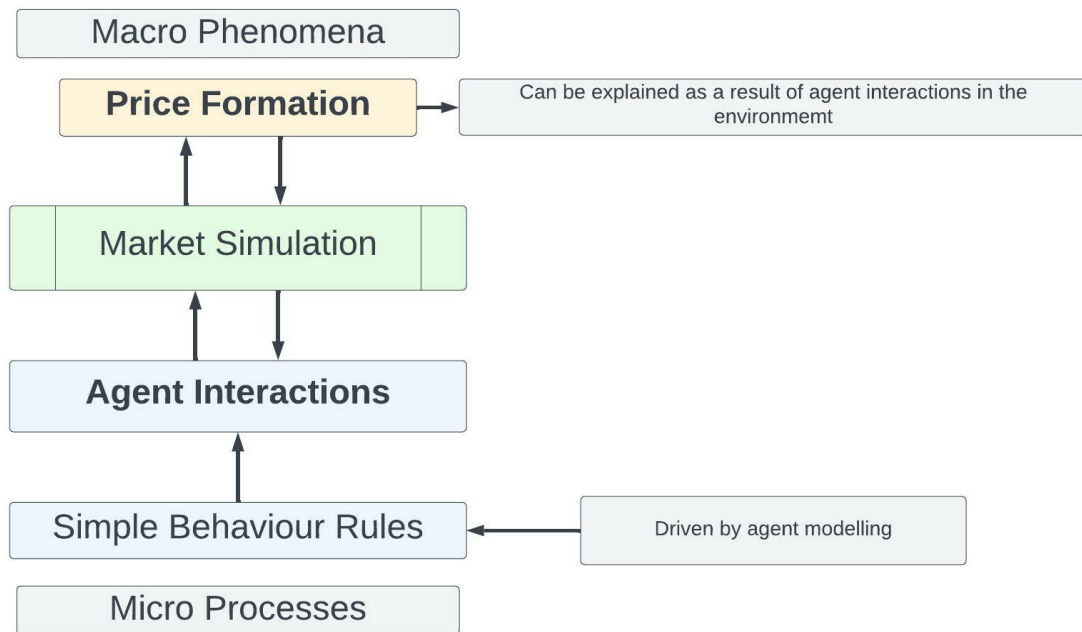 Macro Phenomena
Price Formation
Can be explained as a result of agent interactions in the
environmemt
Market Simulation
Agent Interactions
Simple Behaviour Rules
Driven by agent modelling
Micro Processes